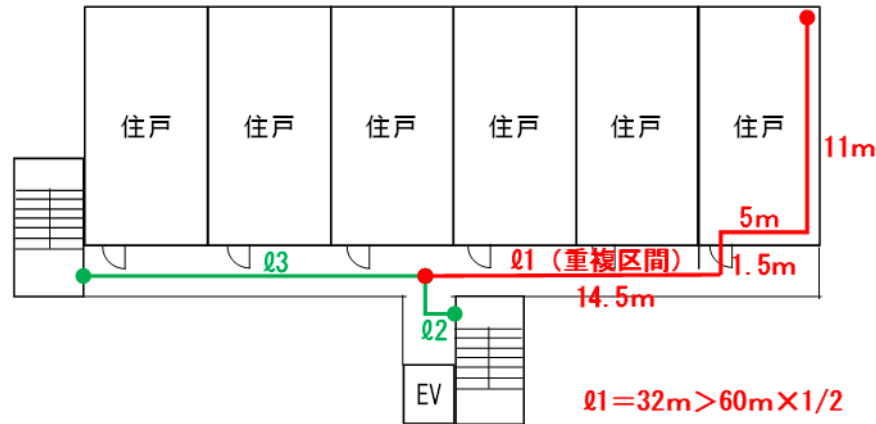 住戸
住戸
住戸
住戸
住戸
住戸
11m
5m
ℓ3
ℓ1（重複区間）
1.5m
14.5m
ℓ2
EV
ℓ1＝32m＞60m×1/2